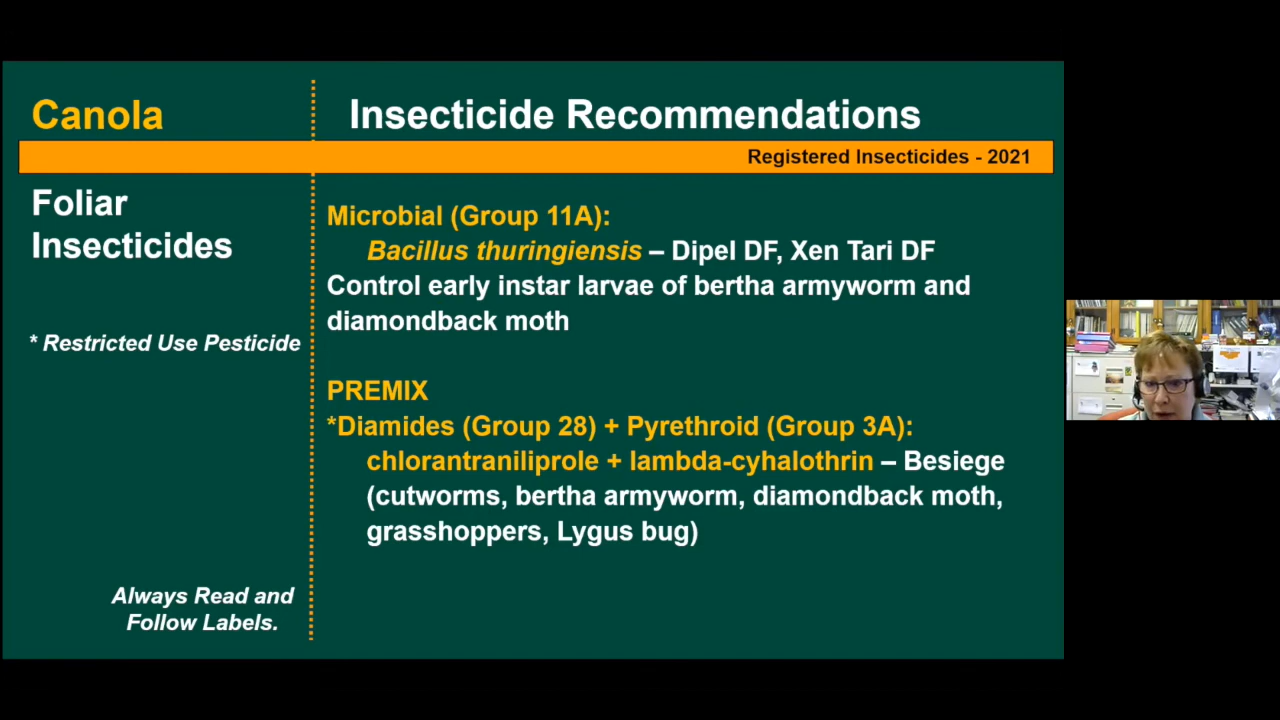 Canola
Insecticide Recommendations
Registered Insecticides - 2021
Foliar
Insecticides
* Restricted Use Pesticide
Always Read and
Follow Labels.
Microbial (Group 11A):
Bacillus thuringiensis – Dipel DF, Xen Tari DF
Control early instar larvae of bertha armyworm and
diamondback moth
PREMIX
*Diamides (Group 28) + Pyrethroid (Group 3A):
chlorantraniliprole + lambda-cyhalothrin – Besiege
(cutworms, bertha armyworm, diamondback moth,
grasshoppers, Lygus bug)